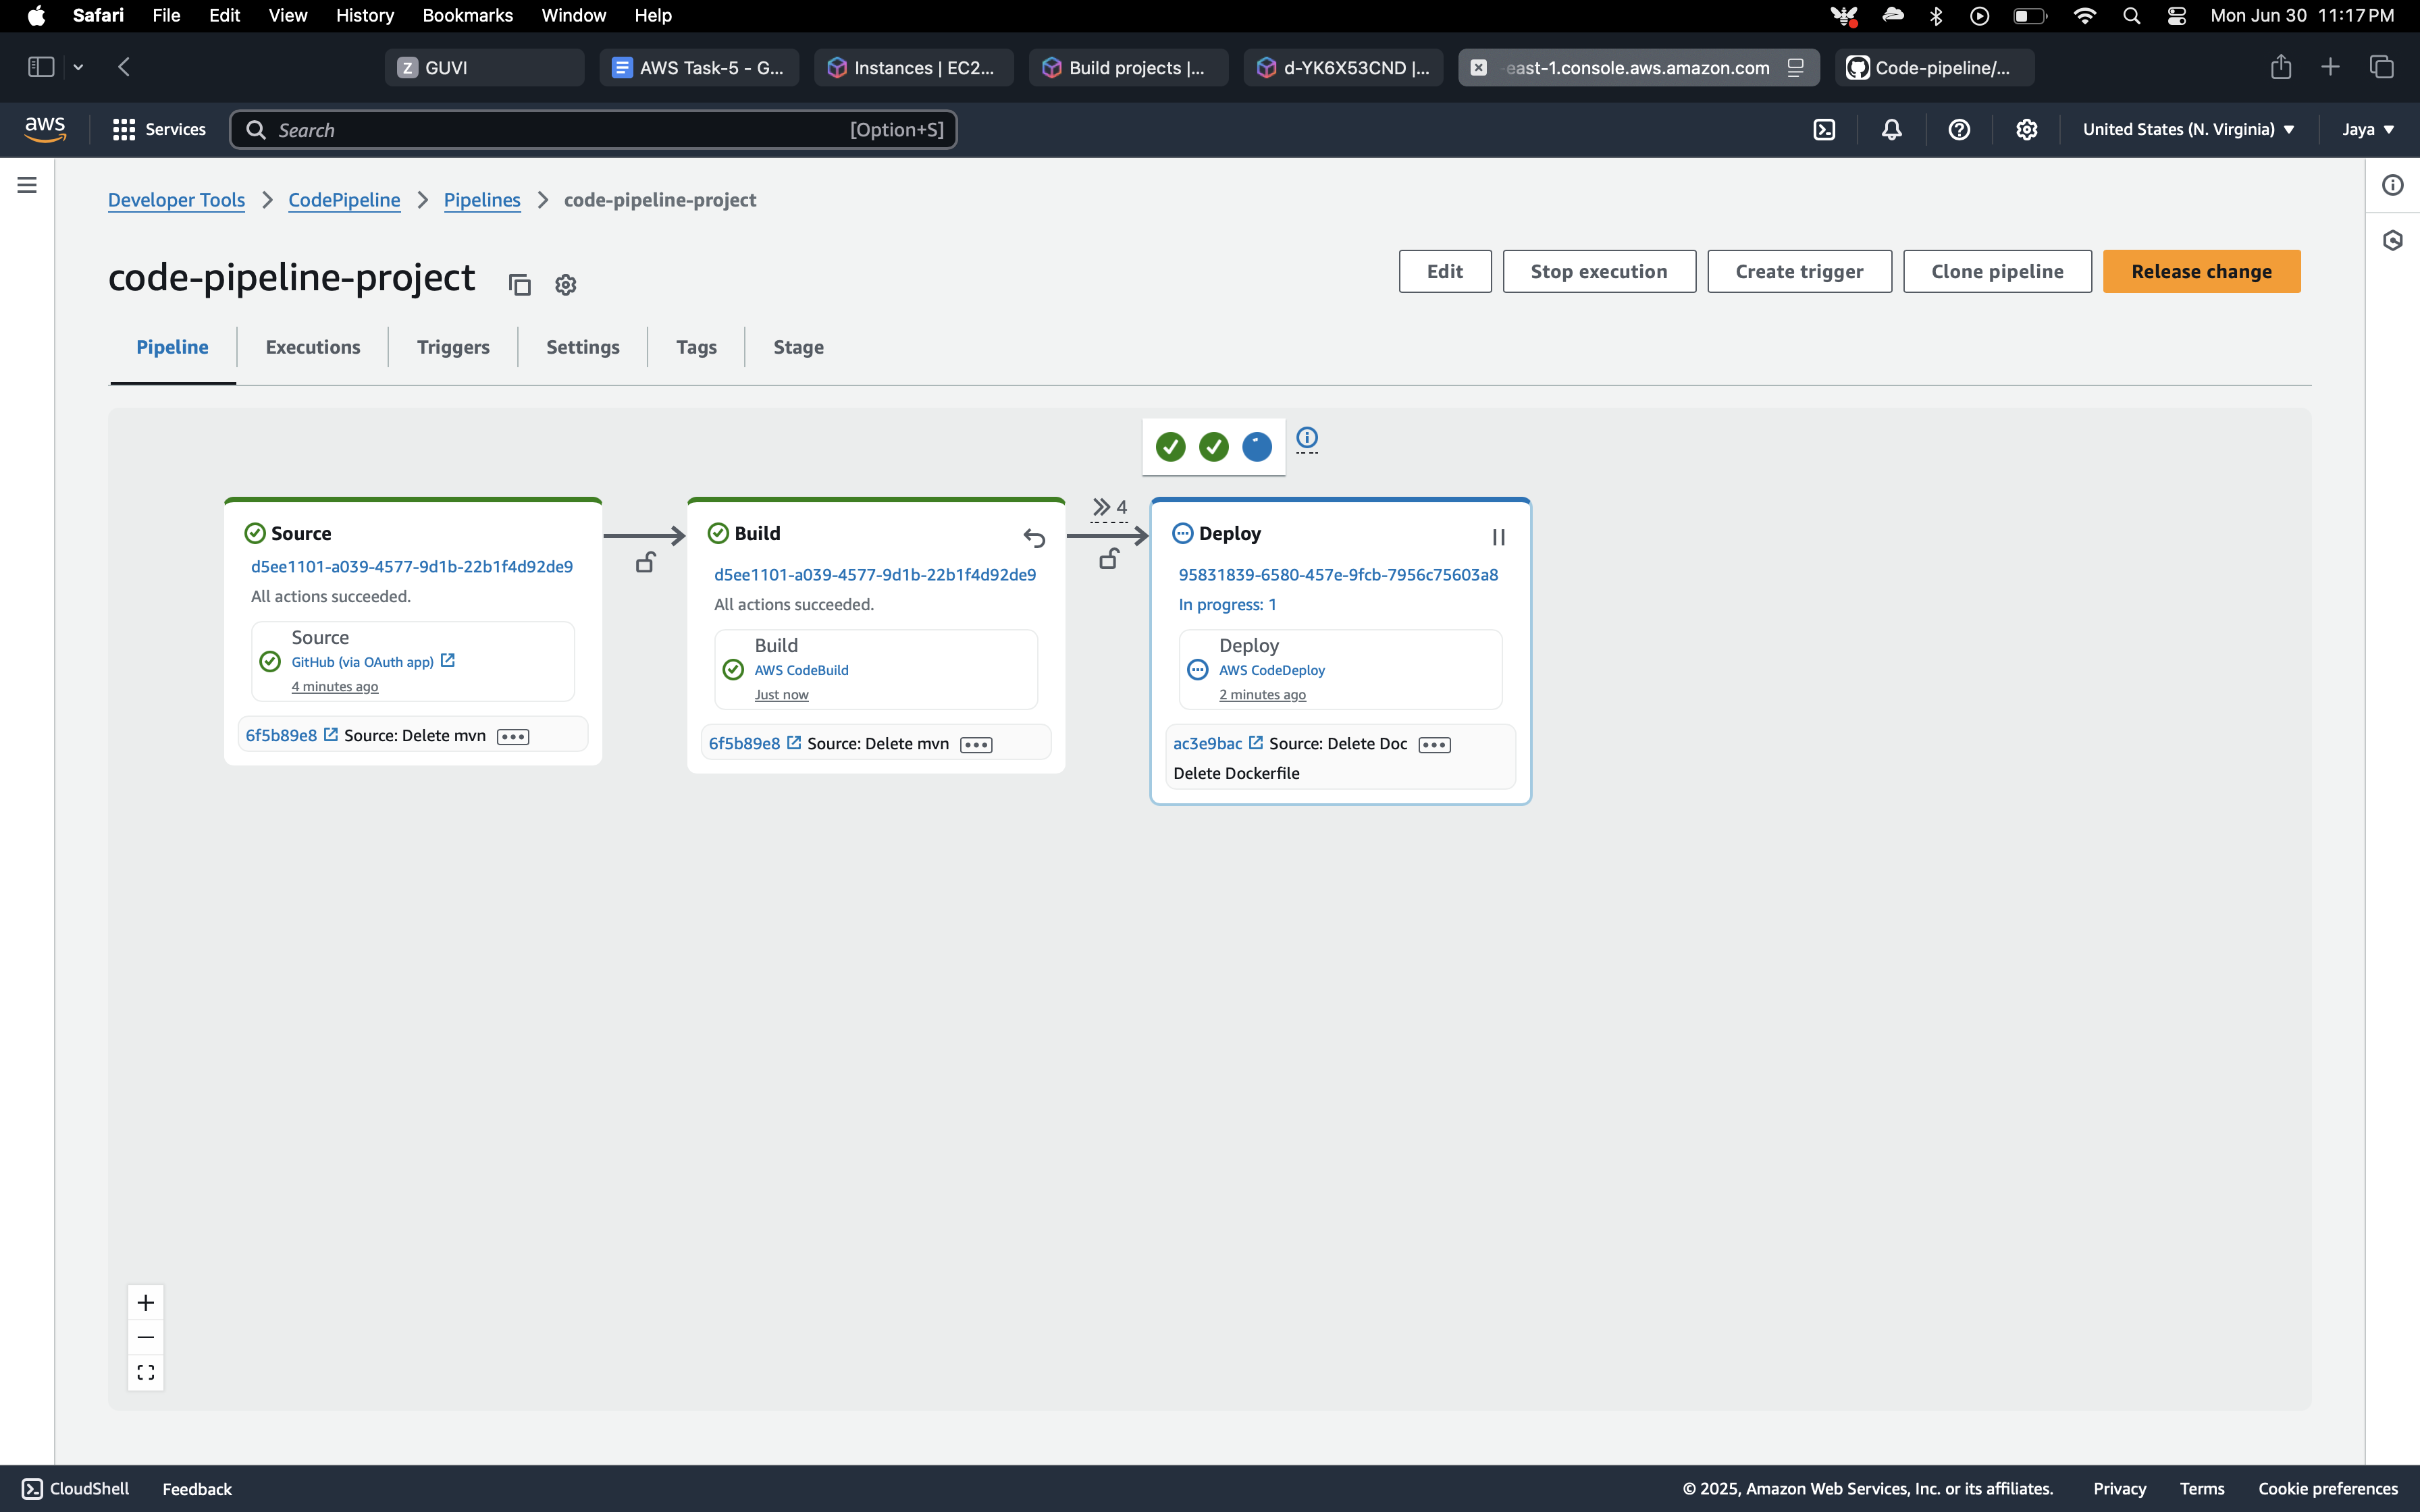 Safari File Edit View History Bookmarks Window Help Mon Jun 30 11:17 PM
Z GUVI AWS Task-5 - G... Instances | EC2... Build projects |... d-YK6X53CND |... east-1.console.aws.amazon.com Code-pipeline/...
aws Services Search [Option+S] United States (N. Virginia) Jaya
Developer Tools CodePipeline Pipelines code-pipeline-project
code-pipeline-project
Edit Stop execution Create trigger Clone pipeline Release change
Pipeline Executions Triggers Settings Tags Stage
Source
d5ee1101-a039-4577-9d1b-22b1f4d92de9
All actions succeeded.
Source
GitHub (via OAuth app)
4 minutes ago
6f5b89e8 Source: Delete mvn
Build
d5ee1101-a039-4577-9d1b-22b1f4d92de9
All actions succeeded.
Build
AWS CodeBuild
Just now
6f5b89e8 Source: Delete mvn
4
Deploy
95831839-6580-457e-9fcb-7956c75603a8
In progress: 1
Deploy
AWS CodeDeploy
2 minutes ago
ac3e9bac Source: Delete Doc
Delete Dockerfile
CloudShell Feedback © 2025, Amazon Web Services, Inc. or its affiliates. Privacy Terms Cookie preferences